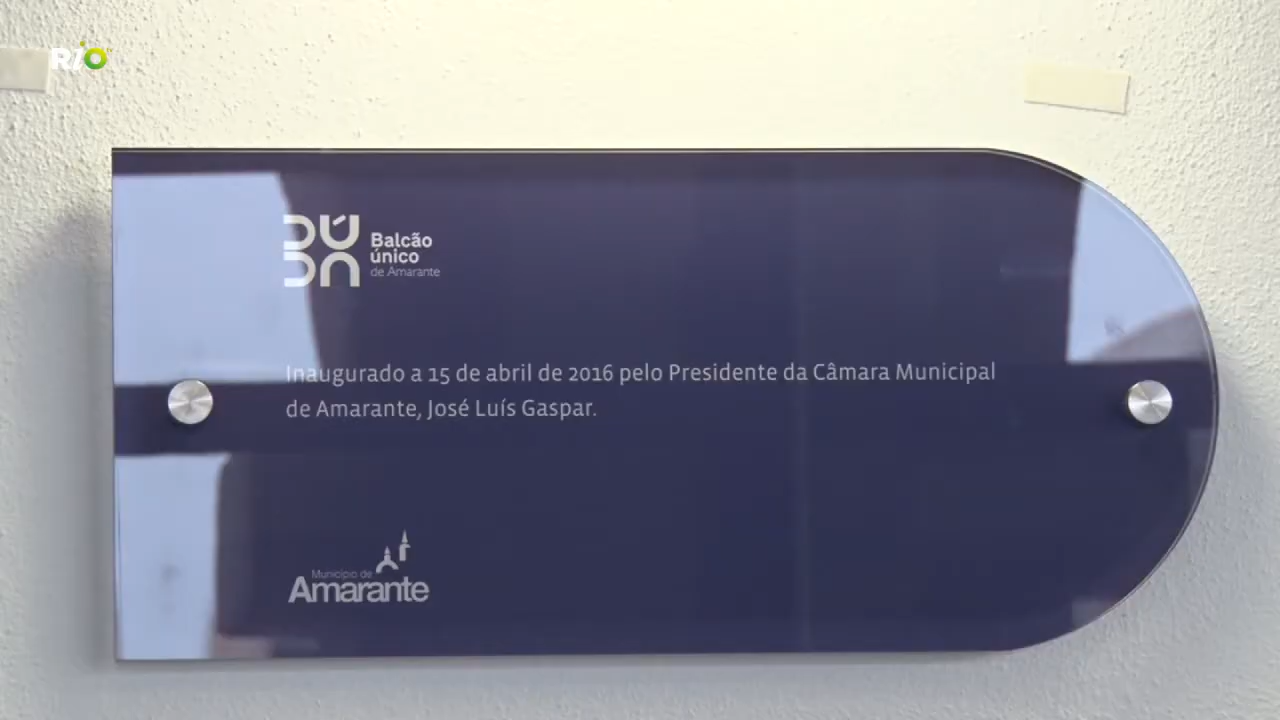 RiO
Balcão
único
de Amarante
Inaugurado a 15 de abril de 2016 pelo Presidente da Câmara Municipal
de Amarante, José Luís Gaspar.
Município de
Amarante